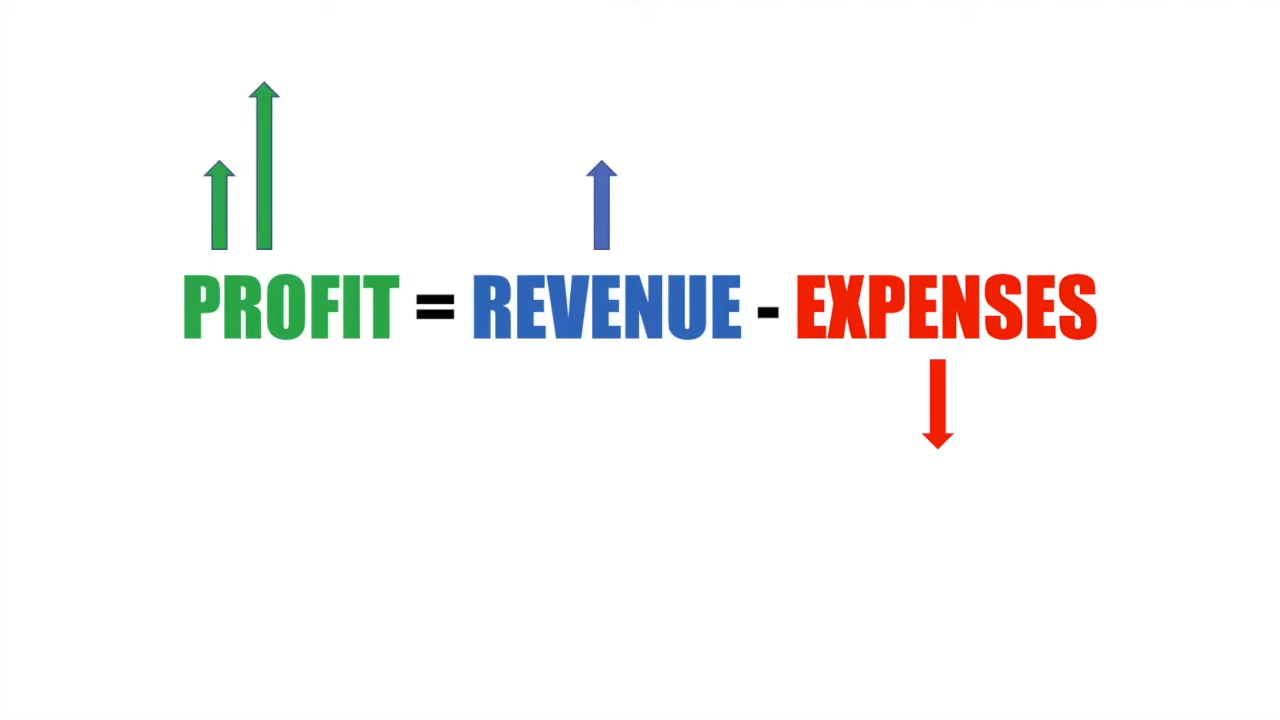 PROFIT = REVENUE - EXPENSES